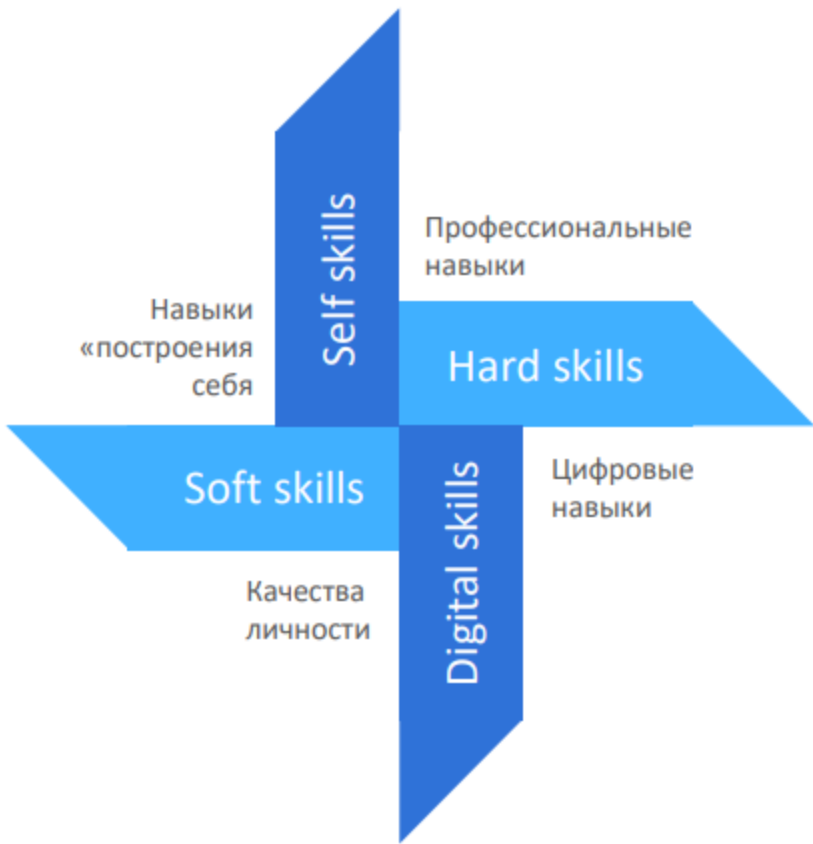 Self skills
Профессиональные
навыки
Навыки
«построения
себя
Hard skills
Soft skills
Цифровые
навыки
Digital skills
Качества
личности